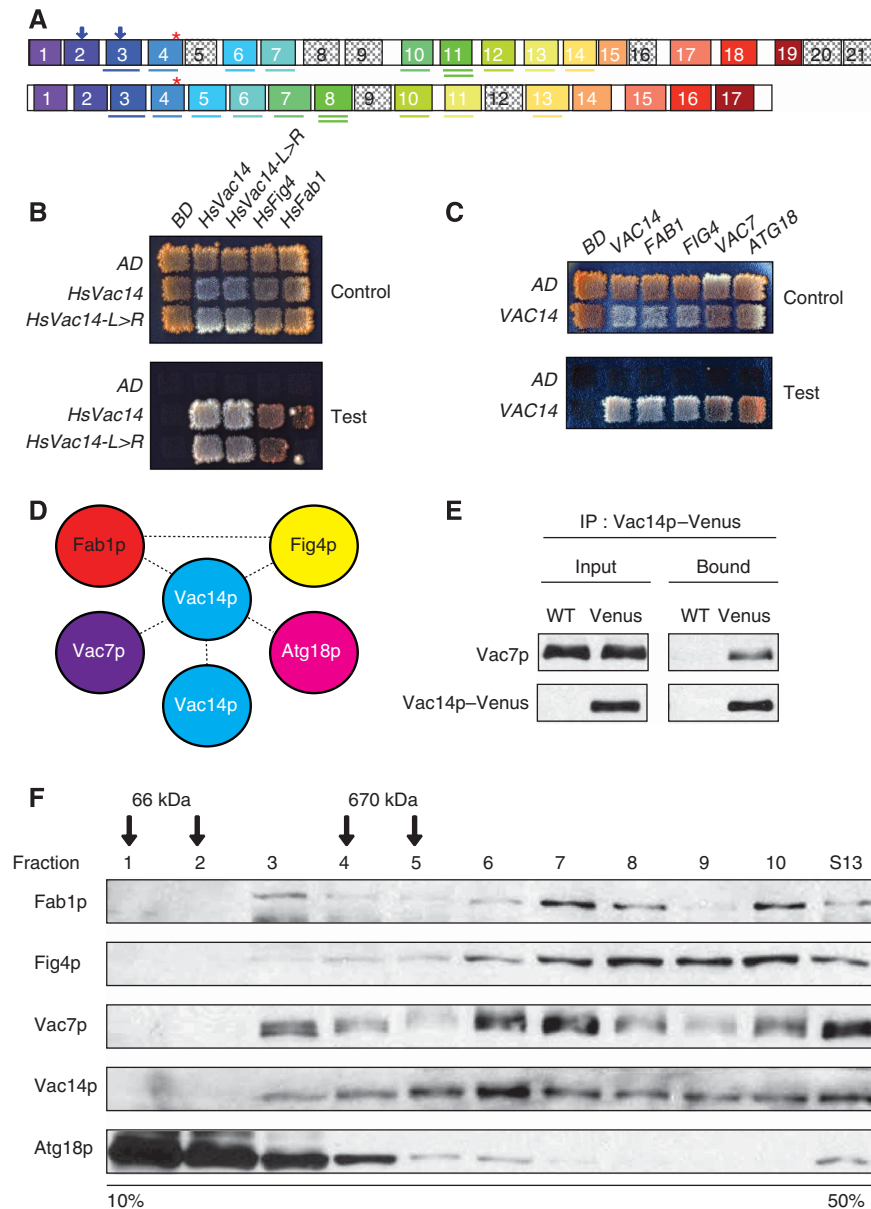 A
1 2 3 4 * 5 6 7 8 9 10 11 12 13 14 15 16 17 18 19 20 21
1 2 3 4 * 5 6 7 8 9 10 11 12 13 14 15 16 17
B
BD HsVac14 HsVac14-L>R HsFig4 HsFab1
AD
HsVac14
HsVac14-L>R
Control
AD
HsVac14
HsVac14-L>R
Test
C
BD VAC14 FAB1 FIG4 VAC7 ATG18
AD
VAC14
Control
AD
VAC14
Test
D
Fab1p
Fig4p
Vac14p
Vac7p
Atg18p
Vac14p
E
IP : Vac14p–Venus
Input Bound
WT Venus WT Venus
Vac7p
Vac14p–Venus
F
66 kDa 670 kDa
Fraction 1 2 3 4 5 6 7 8 9 10 S13
Fab1p
Fig4p
Vac7p
Vac14p
Atg18p
10% 50%